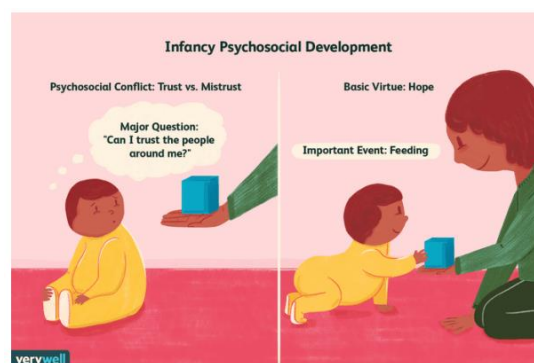 Infancy Psychosocial Development
Psychosocial Conflict: Trust vs. Mistrust
Major Question:
"Can I trust the people
around me?"
Basic Virtue: Hope
Important Event: Feeding
verywell